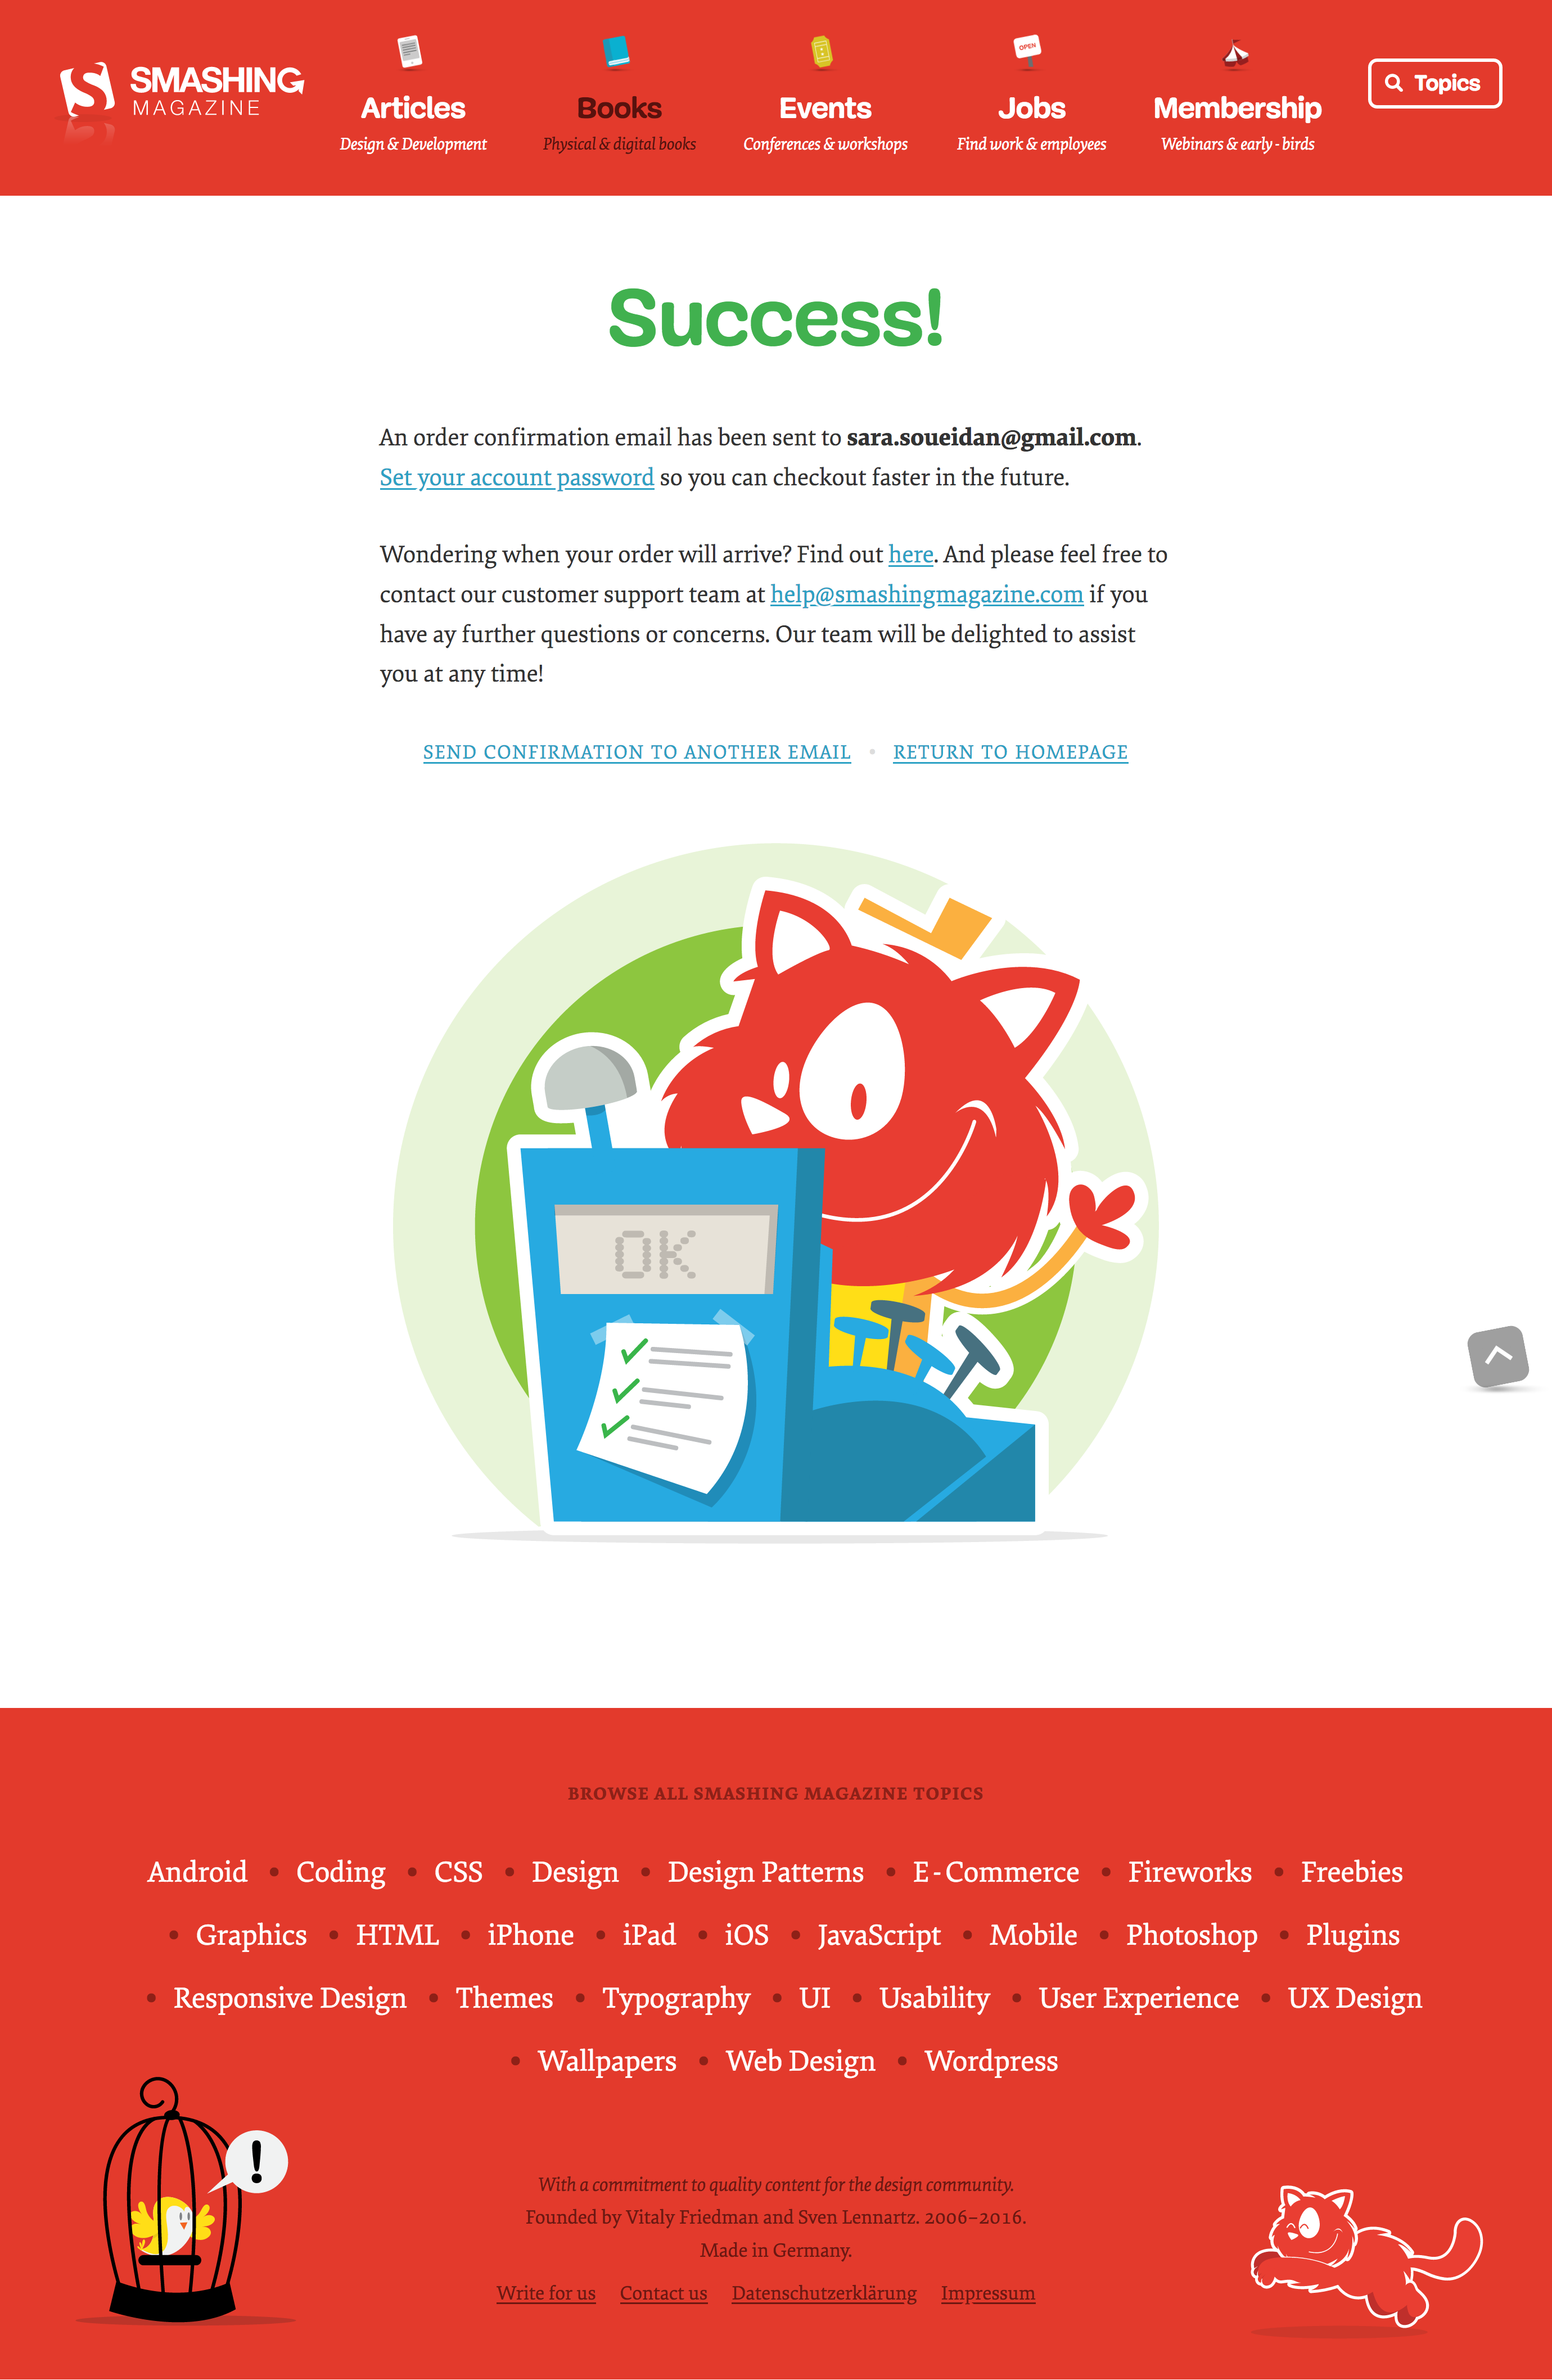 SMASHING
MAGAZINE
Articles
Design & Development
Books
Physical & digital books
Events
Conferences & workshops
OPEN
Jobs
Find work & employees
Membership
Webinars & early-birds
Topics
Success!
An order confirmation email has been sent to sara.soueidan@gmail.com.
Set your account password so you can checkout faster in the future.
Wondering when your order will arrive? Find out here. And please feel free to
contact our customer support team at help@smashingmagazine.com if you
have ay further questions or concerns. Our team will be delighted to assist
you at any time!
SEND CONFIRMATION TO ANOTHER EMAIL • RETURN TO HOMEPAGE
OK
BROWSE ALL SMASHING MAGAZINE TOPICS
Android • Coding • CSS • Design • Design Patterns • E-Commerce • Fireworks • Freebies
• Graphics • HTML • iPhone • iPad • iOS • JavaScript • Mobile • Photoshop • Plugins
• Responsive Design • Themes • Typography • UI • Usability • User Experience • UX Design
• Wallpapers • Web Design • Wordpress
!
With a commitment to quality content for the design community.
Founded by Vitaly Friedman and Sven Lennartz. 2006–2016.
Made in Germany.
Write for us Contact us Datenschutzerklärung Impressum